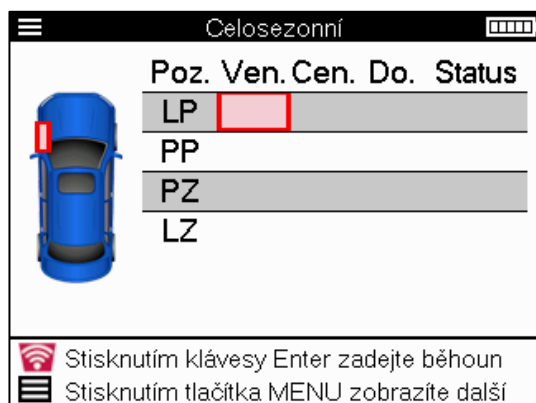 Celosezonní
Poz. Ven. Cen. Do. Status
LP
PP
PZ
LZ
Stisknutím klávesy Enter zadejte běhoun
Stisknutím tlačítka MENU zobrazíte další